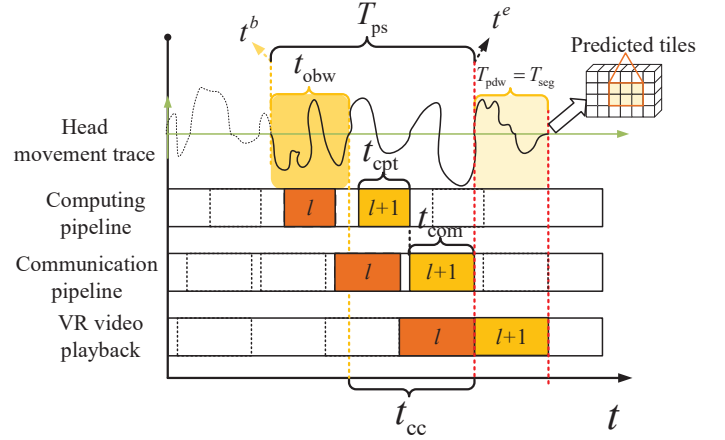 T_ps
t^b
t^e
Predicted tiles
t_obw
T_pdw = T_seg
Head
movement trace
t_cpt
Computing
pipeline
l
l+1
t_com
Communication
pipeline
l
l+1
VR video
playback
l
l+1
t_cc
t